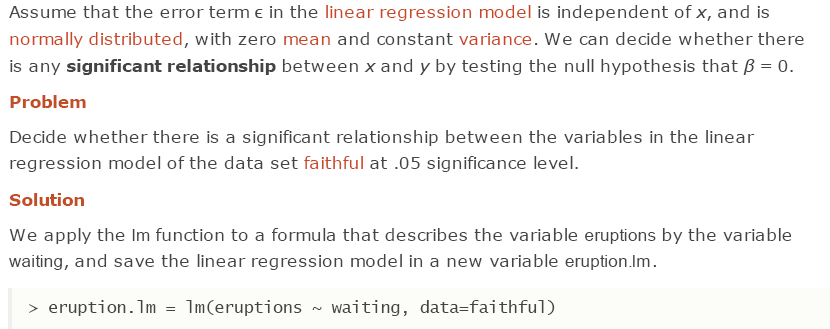 Assume that the error term ϵ in the linear regression model is independent of x, and is
normally distributed, with zero mean and constant variance. We can decide whether there
is any significant relationship between x and y by testing the null hypothesis that β = 0.
Problem
Decide whether there is a significant relationship between the variables in the linear
regression model of the data set faithful at .05 significance level.
Solution
We apply the lm function to a formula that describes the variable eruptions by the variable
waiting, and save the linear regression model in a new variable eruption.lm.
> eruption.lm = lm(eruptions ~ waiting, data=faithful)